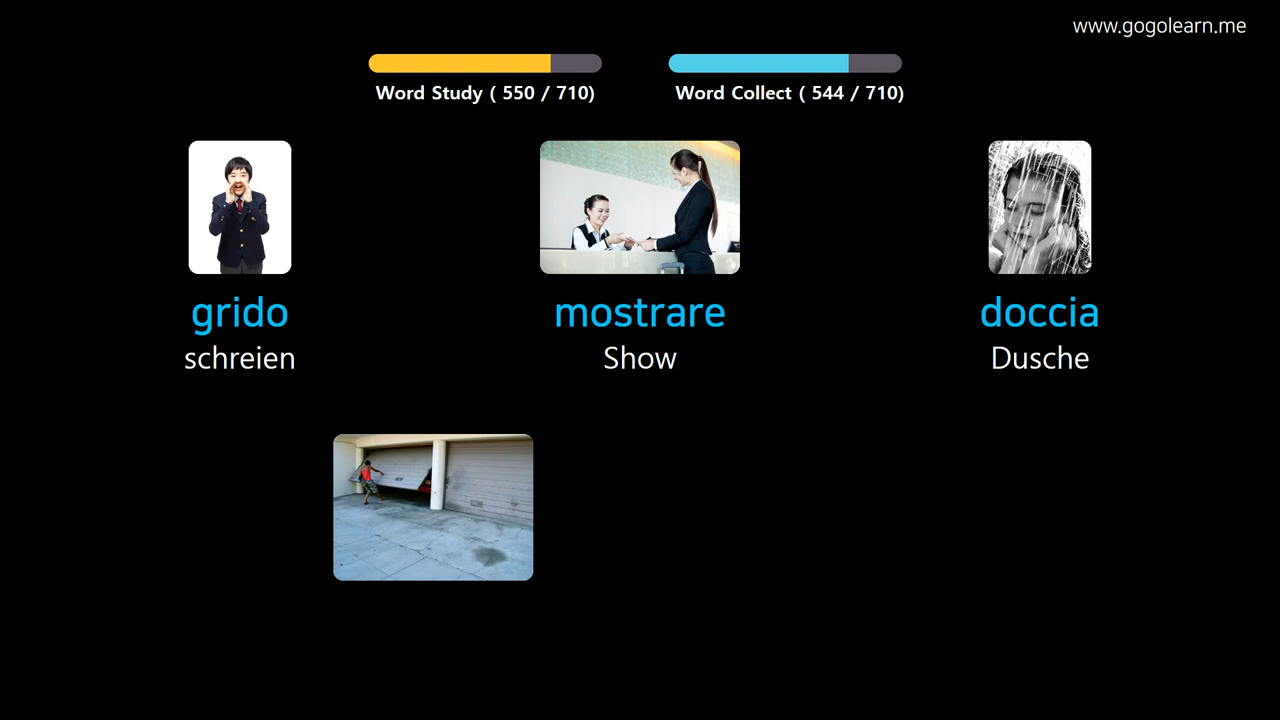 www.gogolearn.me
Word Study ( 550 / 710)
Word Collect ( 544 / 710)
grido
mostrare
doccia
schreien
Show
Dusche